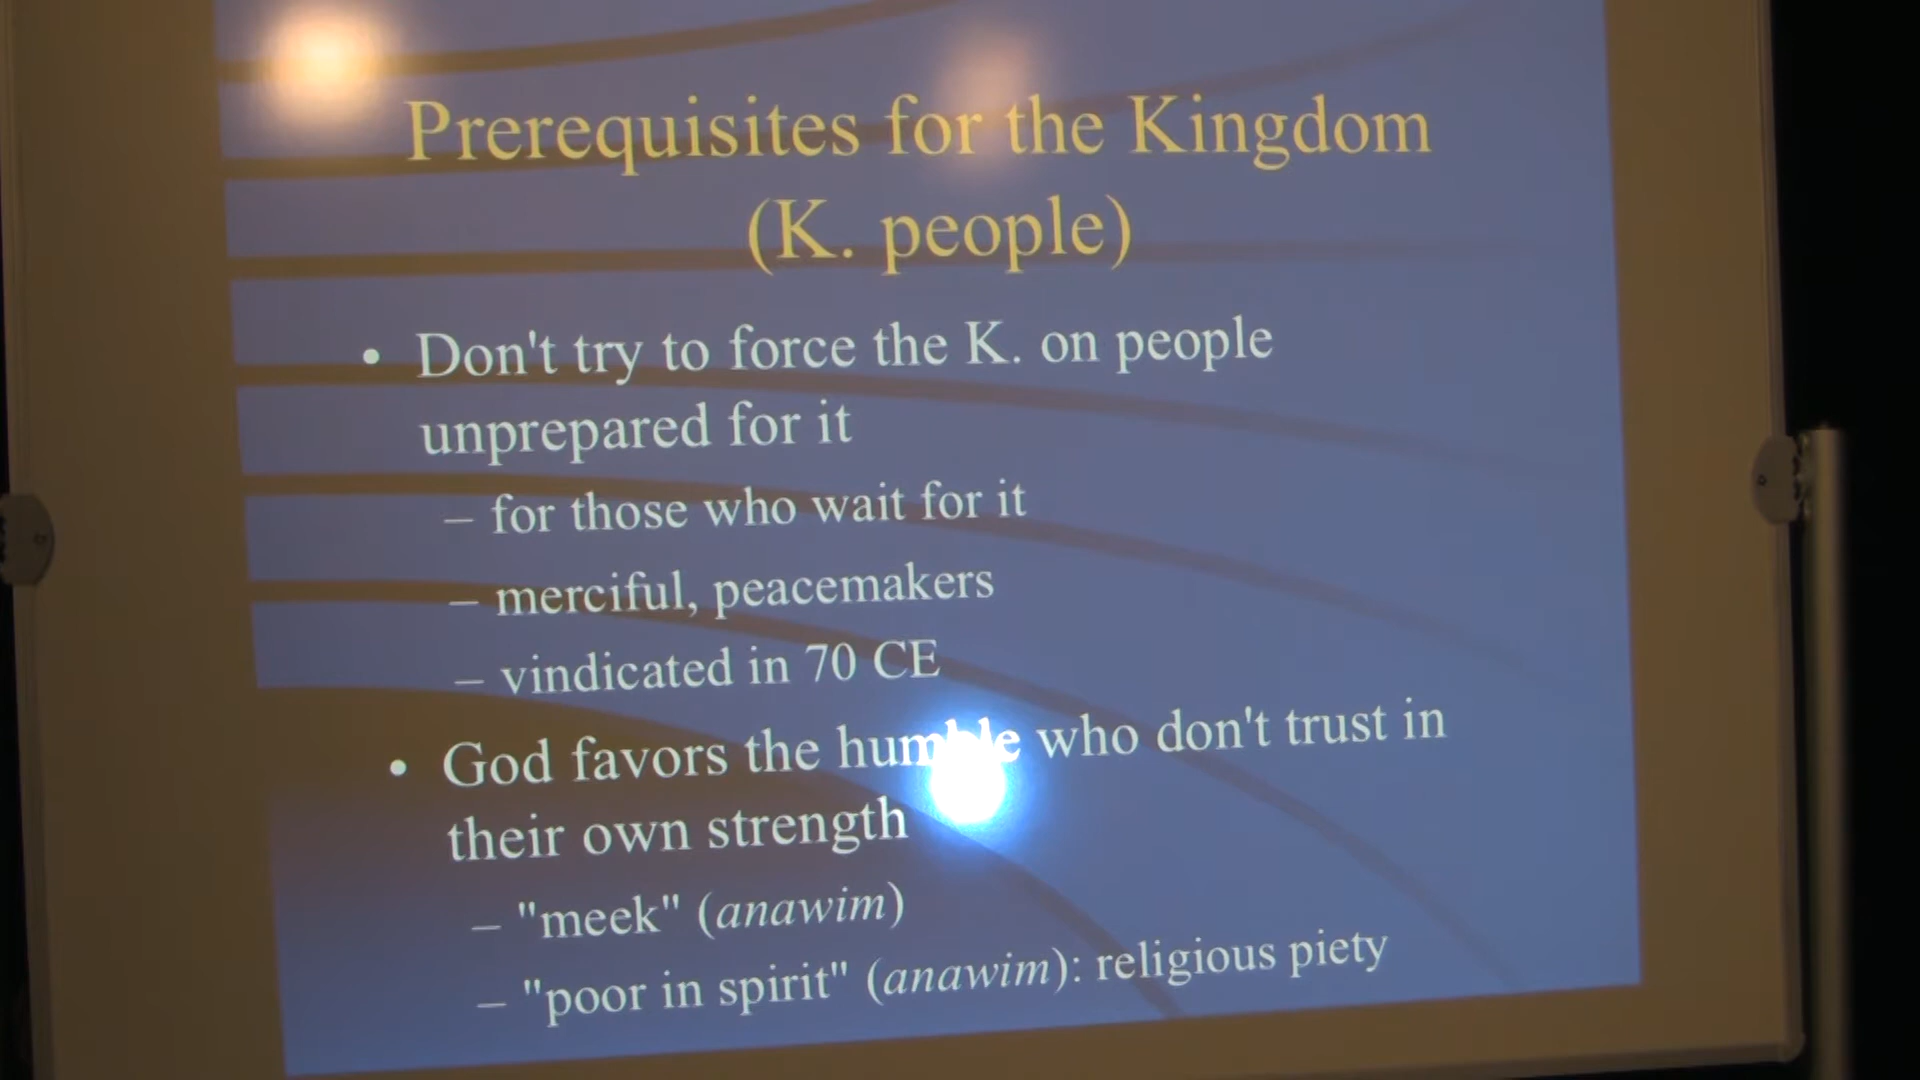 Prerequisites for the Kingdom
(K. people)
• Don't try to force the K. on people
unprepared for it
– for those who wait for it
– merciful, peacemakers
– vindicated in 70 CE
• God favors the humble who don't trust in
their own strength
– "meek" (anawim)
– "poor in spirit" (anawim): religious piety